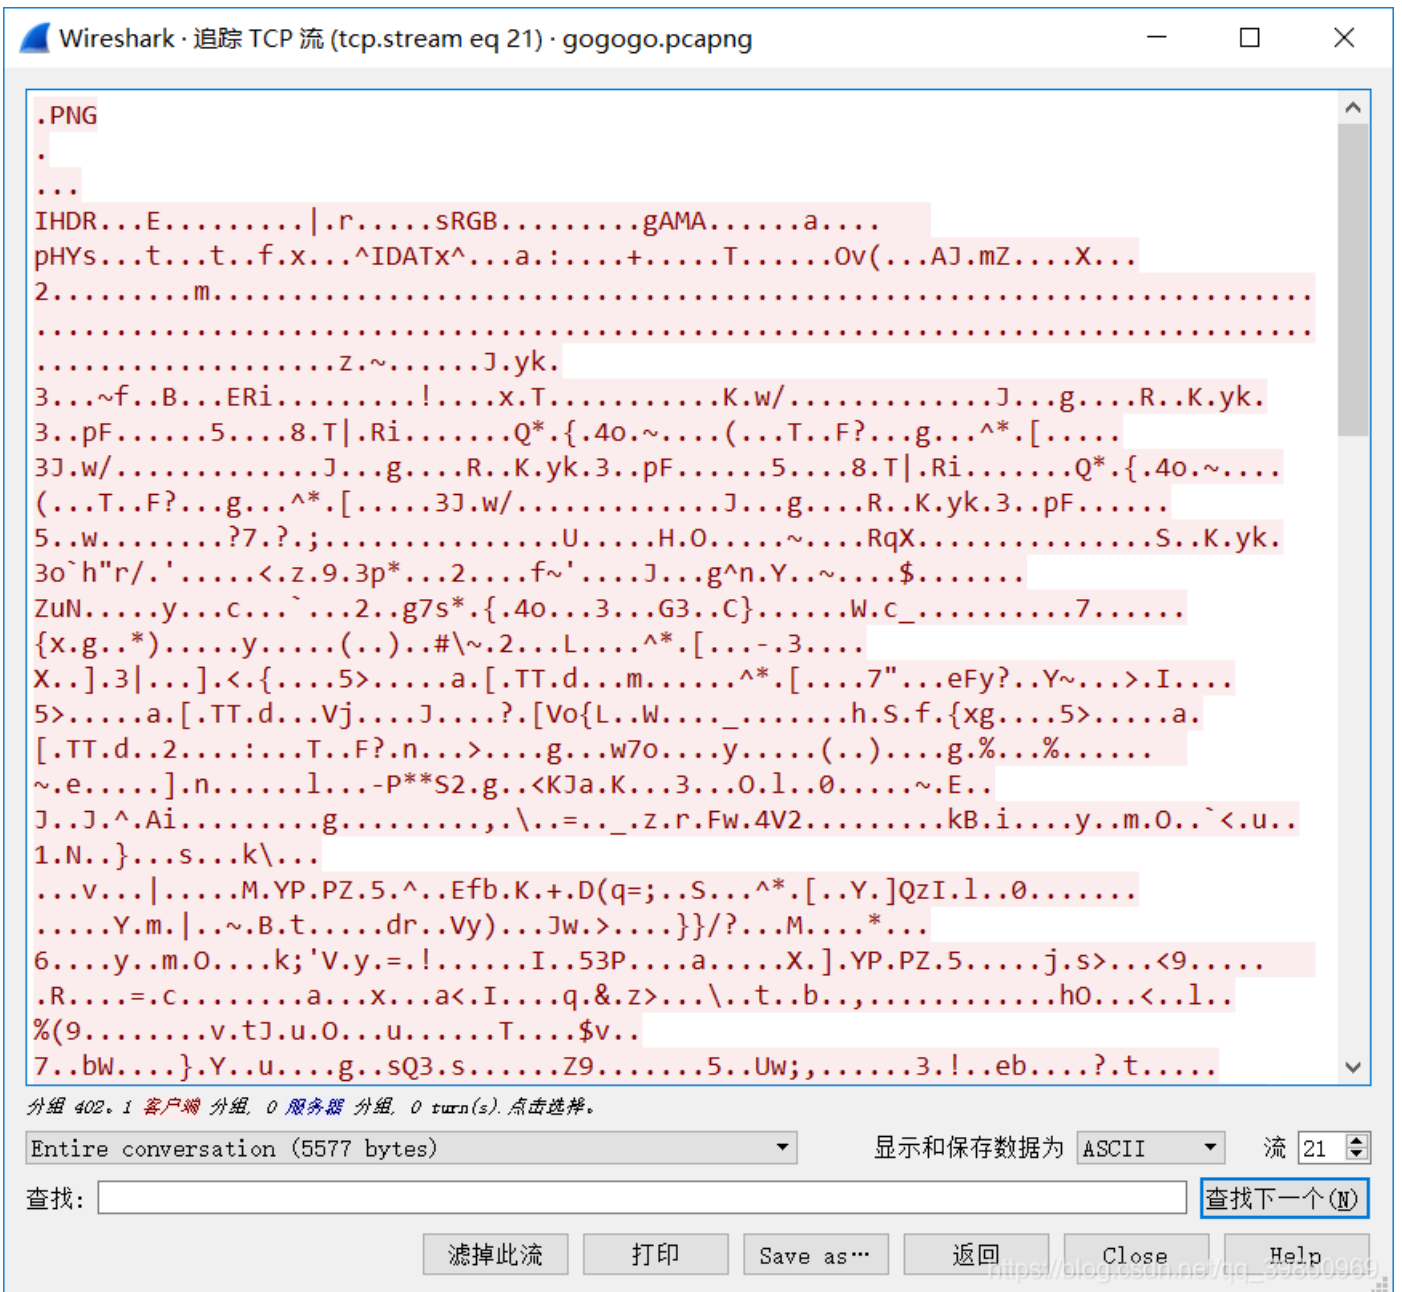 Wireshark · 追踪 TCP 流 (tcp.stream eq 21) · gogogo.pcapng
.PNG
.
...
IHDR...E.........|.r.....sRGB.........gAMA......a....
pHYs...t...t..f.x...^IDATx^...a.:....+.....T......Ov(...AJ.mZ....X...
2.........m.....................................................................
................................................................................
...................z.~......J.yk.
3...~f..B...ERi.........!....x.T...........K.w/.............J...g....R..K.yk.
3..pF......5....8.T|.Ri.......Q*.{.4o.~....(...T..F?...g...^*.[.....
3J.w/.............J...g....R..K.yk.3..pF......5....8.T|.Ri.......Q*.{.4o.~....
(...T..F?...g...^*.[.....3J.w/.............J...g....R..K.yk.3..pF......
5..w........?7.?.;...............U.....H.O.....~....RqX...............S..K.yk.
3o`h"r/.'.....<.z.9.3p*...2....f~'....J...g^n.Y..~....$.......
ZuN.....y...c...`...2..g7s*.{.4o...3...G3..C}......W.c_..........7......
{x.g..*).....y.....(..)..#\~.2...L....^*.[...-.3....
X..].3|...].<.{....5>.....a.[.TT.d...m......^*.[....7"...eFy?..Y~...>.I....
5>.....a.[.TT.d...Vj....J....?.[Vo{L..W...._.......h.S.f.{xg....5>.....a.
[.TT.d..2....:...T..F?.n...>....g...w7o....y.....(..)....g.%...%......
~.e.....].n......l...-P**S2.g..<KJa.K...3...O.l..0.....~.E..
J..J.^.Ai.........g.........,.\..=.._.z.r.Fw.4V2.........kB.i....y..m.O..`<.u..
1.N..}...s...k\...
...v...|.....M.YP.PZ.5.^..Efb.K.+.D(q=;..S...^*.[..Y.]QzI.l..0.......
.....Y.m.|..~.B.t.....dr..Vy)...Jw.>....}}/?...M....*...
6....y..m.O....k;'V.y.=.!......I..53P....a.....X.].YP.PZ.5.....j.s>...<9.....
.R....=.c........a...x...a<.I....q.&.z>...\..t..b..,............hO...<..l..
%(9........v.tJ.u.O...u......T....$v..
7..bW....}.Y..u....g..sQ3.s......Z9.......5..Uw;,......3.!..eb....?.t.....
分组 402。1 客户端 分组, 0 服务器 分组, 0 turn(s). 点击选择。
Entire conversation (5577 bytes) 显示和保存数据为 ASCII 流 21
查找: 查找下一个(N)
滤掉此流 打印 Save as… 返回 Close Help
https://blog.csdn.net/qq_39850969